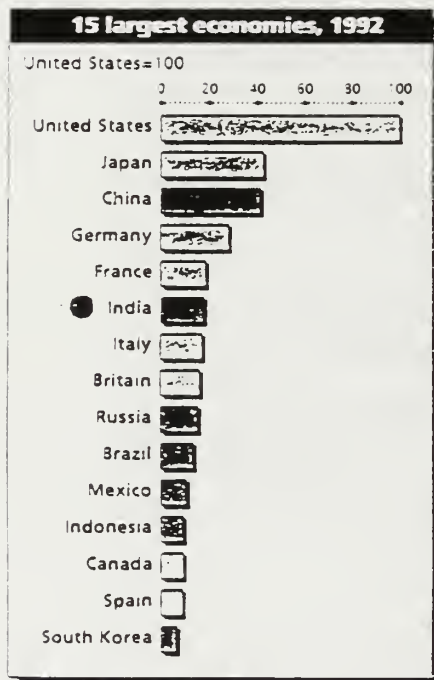 15 largest economies, 1992
United States=100
0 20 40 60 80 100
United States
Japan
China
Germany
France
India
Italy
Britain
Russia
Brazil
Mexico
Indonesia
Canada
Spain
South Korea